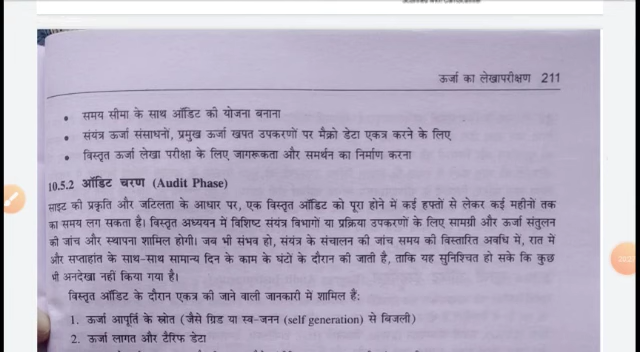 ऊर्जा का लेखापरीक्षण 211
• समय सीमा के साथ ऑडिट की योजना बनाना
• संयंत्र ऊर्जा संसाधनों, प्रमुख ऊर्जा खपत उपकरणों पर मैक्रो डेटा एकत्र करने के लिए
• विस्तृत ऊर्जा लेखा परीक्षा के लिए जागरूकता और समर्थन का निर्माण करना
10.5.2 ऑडिट चरण (Audit Phase)
साइट की प्रकृति और जटिलता के आधार पर, एक विस्तृत ऑडिट को पूरा होने में कई हफ्तों से लेकर कई महीनों तक
का समय लग सकता है। विस्तृत अध्ययन में विशिष्ट संयंत्र विभागों या प्रक्रिया उपकरणों के लिए सामग्री और ऊर्जा संतुलन
की जांच और स्थापना शामिल होगी। जब भी संभव हो, संयंत्र के संचालन की जांच समय की विस्तारित अवधि में, रात में
और सप्ताहांत के साथ-साथ सामान्य दिन के काम के घंटों के दौरान की जाती है, ताकि यह सुनिश्चित हो सके कि कुछ
भी अनदेखा नहीं किया गया है।
विस्तृत ऑडिट के दौरान एकत्र की जाने वाली जानकारी में शामिल है:
1. ऊर्जा आपूर्ति के स्रोत (जैसे ग्रिड या स्व-जनन (self generation) से बिजली)
2. ऊर्जा लागत और टैरिफ डेटा